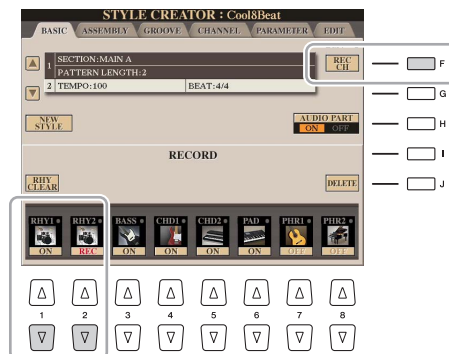 STYLE CREATOR : Cool8Beat
BASIC ASSEMBLY GROOVE CHANNEL PARAMETER EDIT
1 SECTION:MAIN A
PATTERN LENGTH:2
2 TEMPO:100 BEAT:4/4
REC CH
F
G
NEW STYLE
AUDIO PART
ON OFF
H
RECORD
I
RHY CLEAR
DELETE
J
RHY1 RHY2 BASS CHD1 CHD2 PAD PHR1 PHR2
ON REC ON ON ON ON OFF OFF
1 2 3 4 5 6 7 8